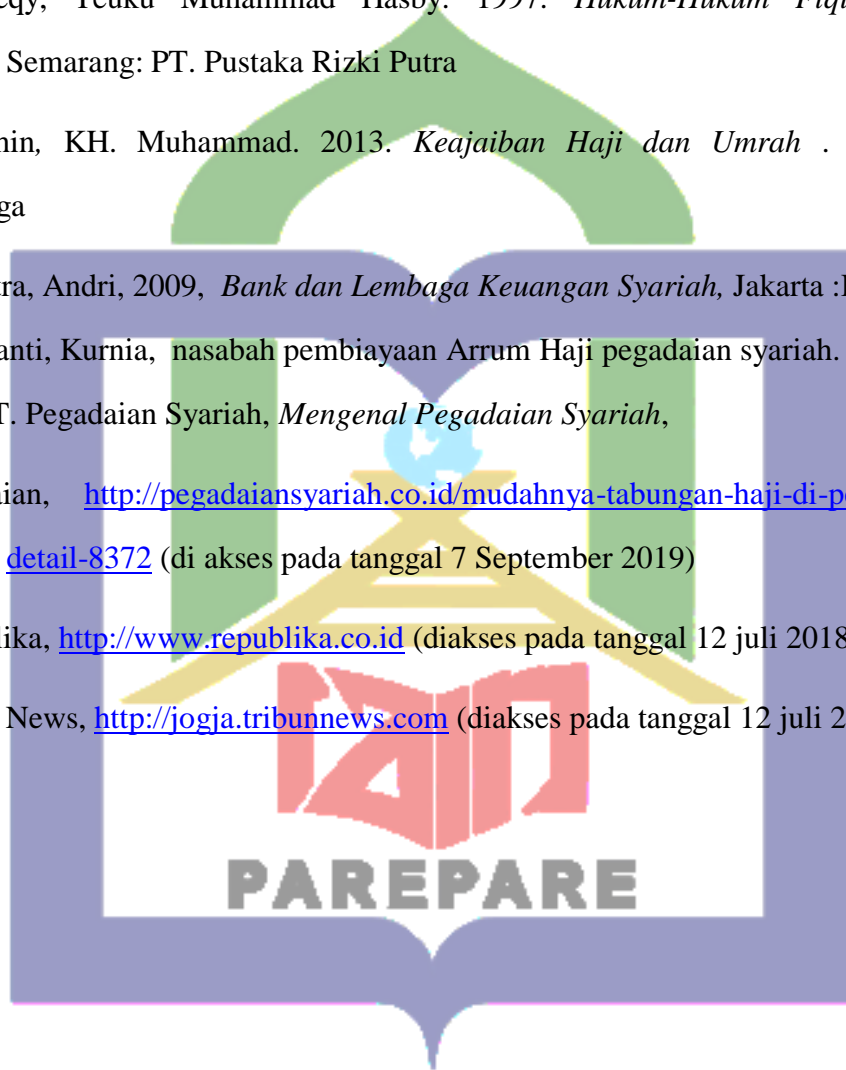 eqy, Teuku Muhammad Hasby. 1997. Hukum-Hukum Fiq
Semarang: PT. Pustaka Rizki Putra
nin, KH. Muhammad. 2013. Keajaiban Haji dan Umrah .
ga
tra, Andri, 2009, Bank dan Lembaga Keuangan Syariah, Jakarta :
anti, Kurnia, nasabah pembiayaan Arrum Haji pegadaian syariah.
T. Pegadaian Syariah, Mengenal Pegadaian Syariah,
aian, http://pegadaiansyariah.co.id/mudahnya-tabungan-haji-di-p
detail-8372 (di akses pada tanggal 7 September 2019)
lika, http://www.republika.co.id (diakses pada tanggal 12 juli 2018
News, http://jogja.tribunnews.com (diakses pada tanggal 12 juli 2
PAREPARE